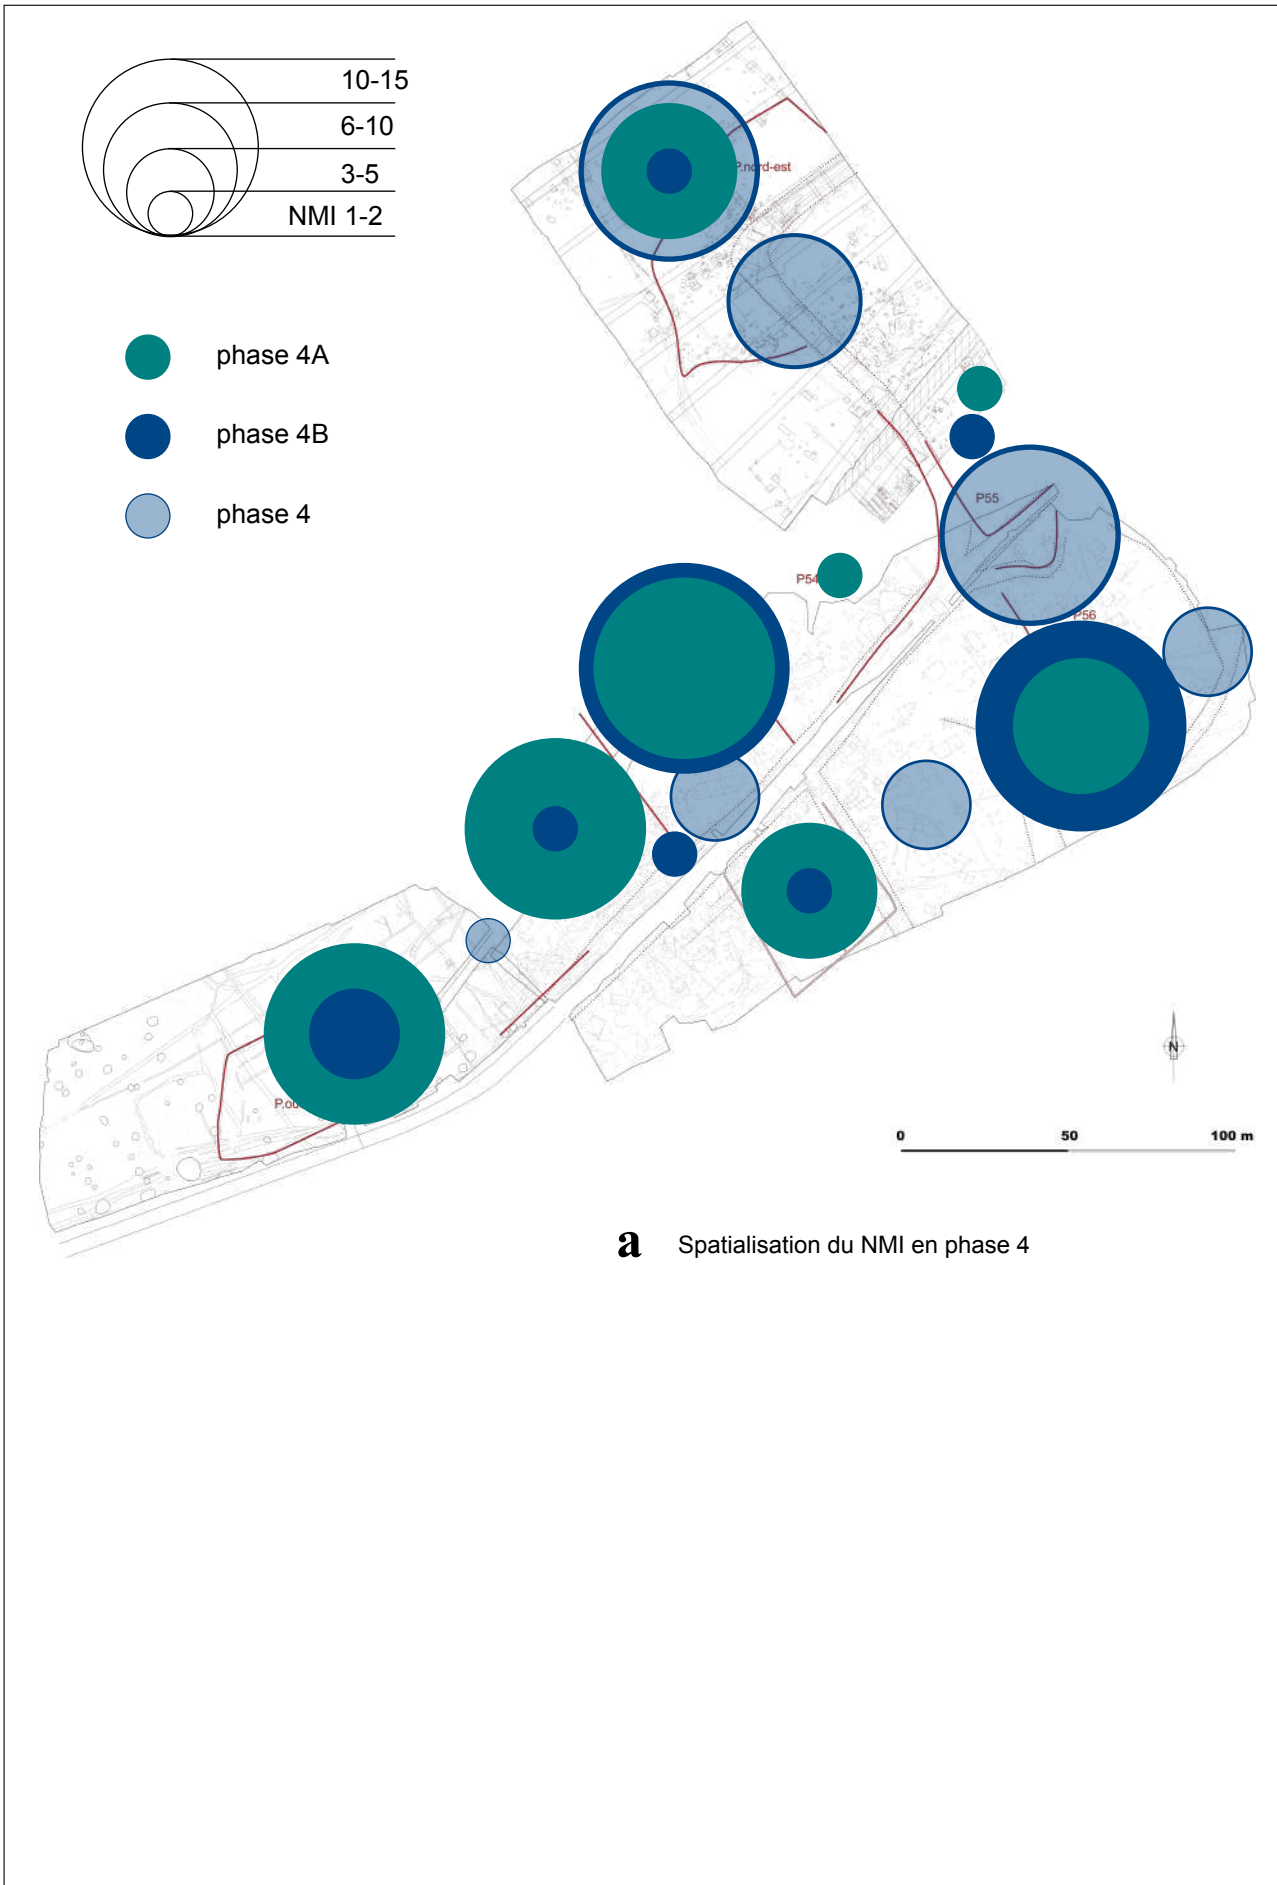 10-15
6-10
3-5
NMI 1-2
phase 4A
phase 4B
phase 4
P.nord-est
P55
P54
P56
N
0 50 100 m
a Spatialisation du NMI en phase 4